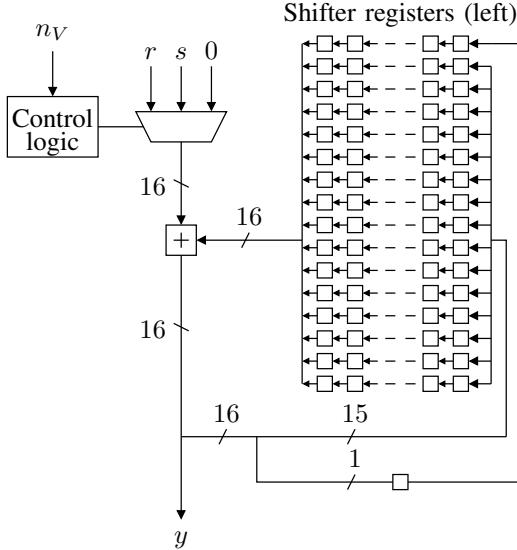 Shifter registers (left)
n_V
r s 0
Control
logic
16
16
+
16
16
15
1
y